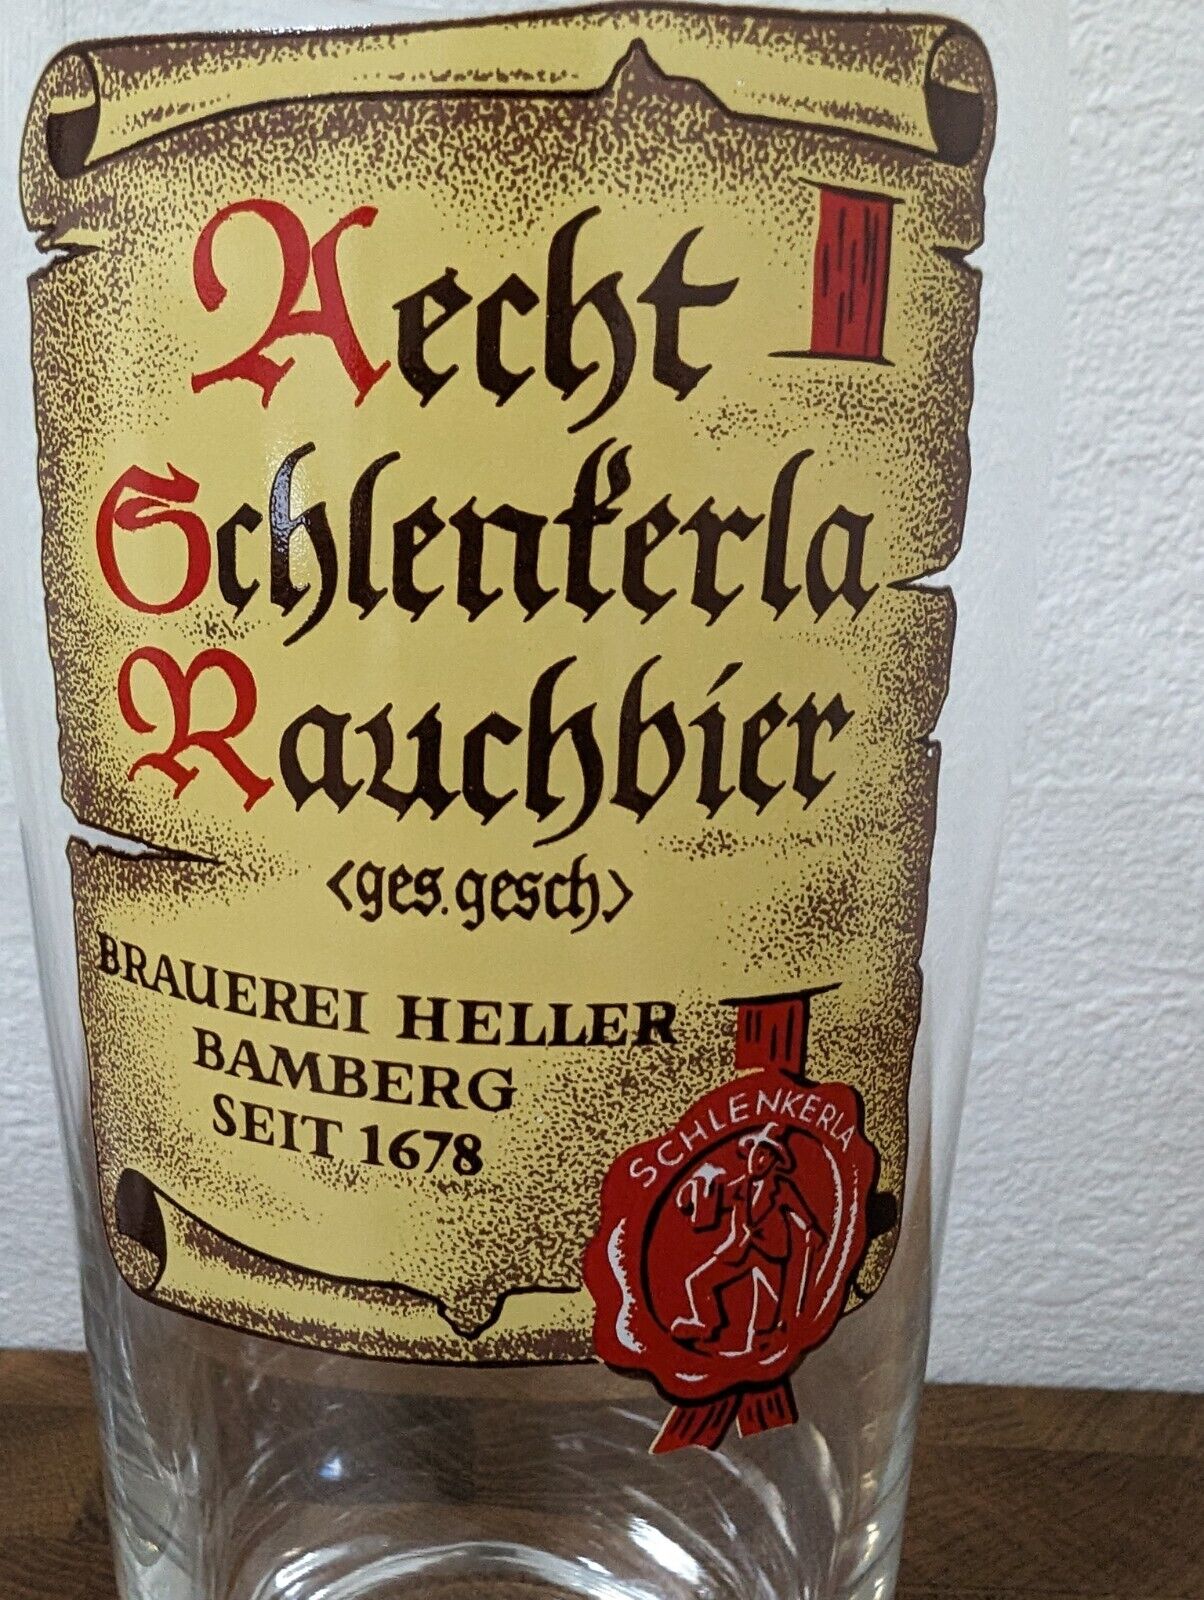 Aecht
Schlenkerla
Rauchbier
<ges.gesch.>
BRAUEREI HELLER
BAMBERG
SEIT 1678
SCHLENKERLA